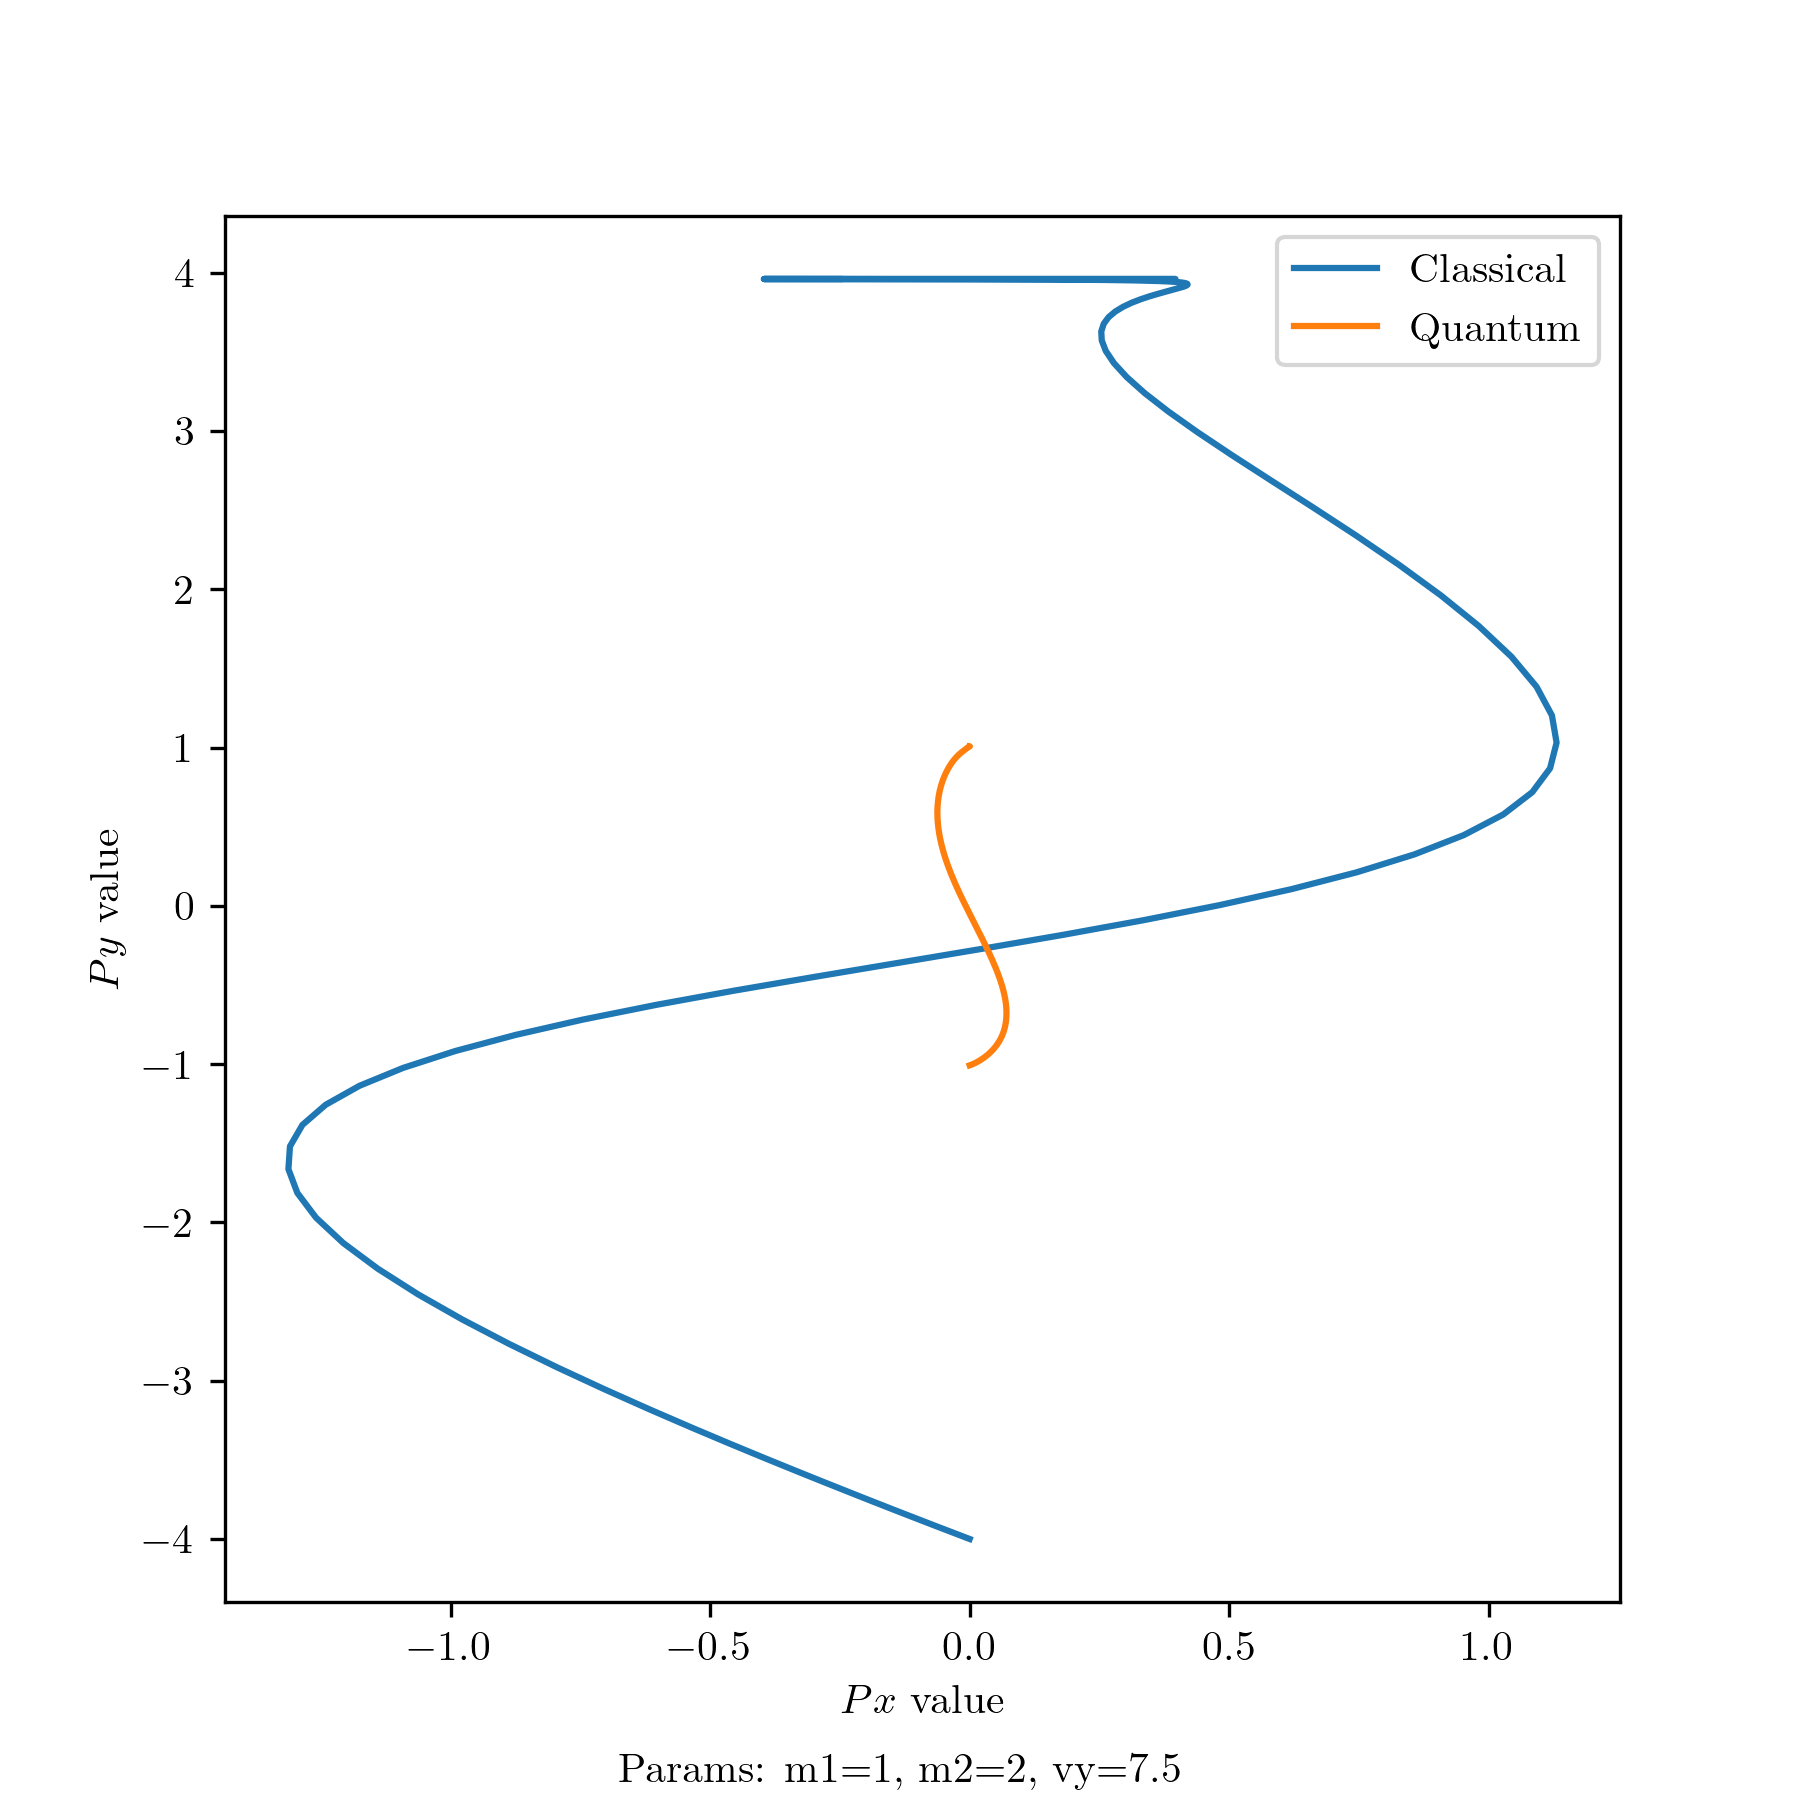 Classical
Quantum
4
3
2
1
0
−1
−2
−3
−4
Py value
−1.0 −0.5 0.0 0.5 1.0
Px value
Params: m1=1, m2=2, vy=7.5